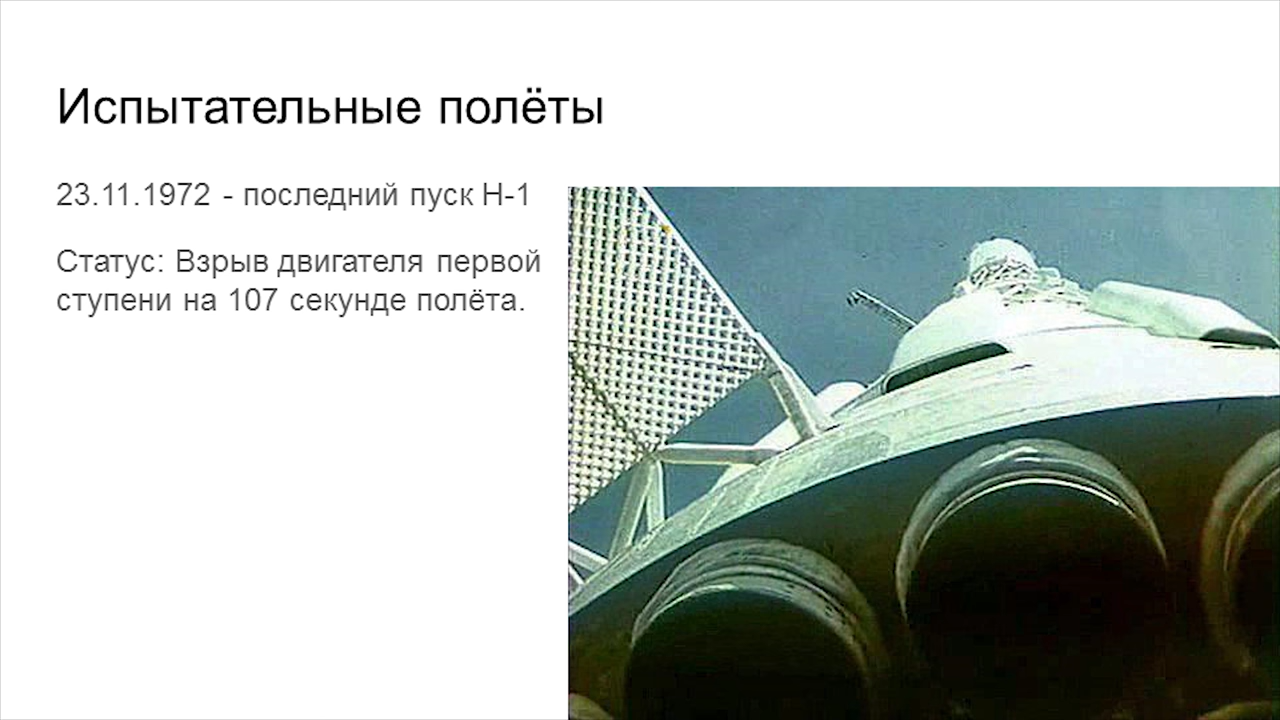 Испытательные полёты
23.11.1972 - последний пуск Н-1
Статус: Взрыв двигателя первой
ступени на 107 секунде полёта.